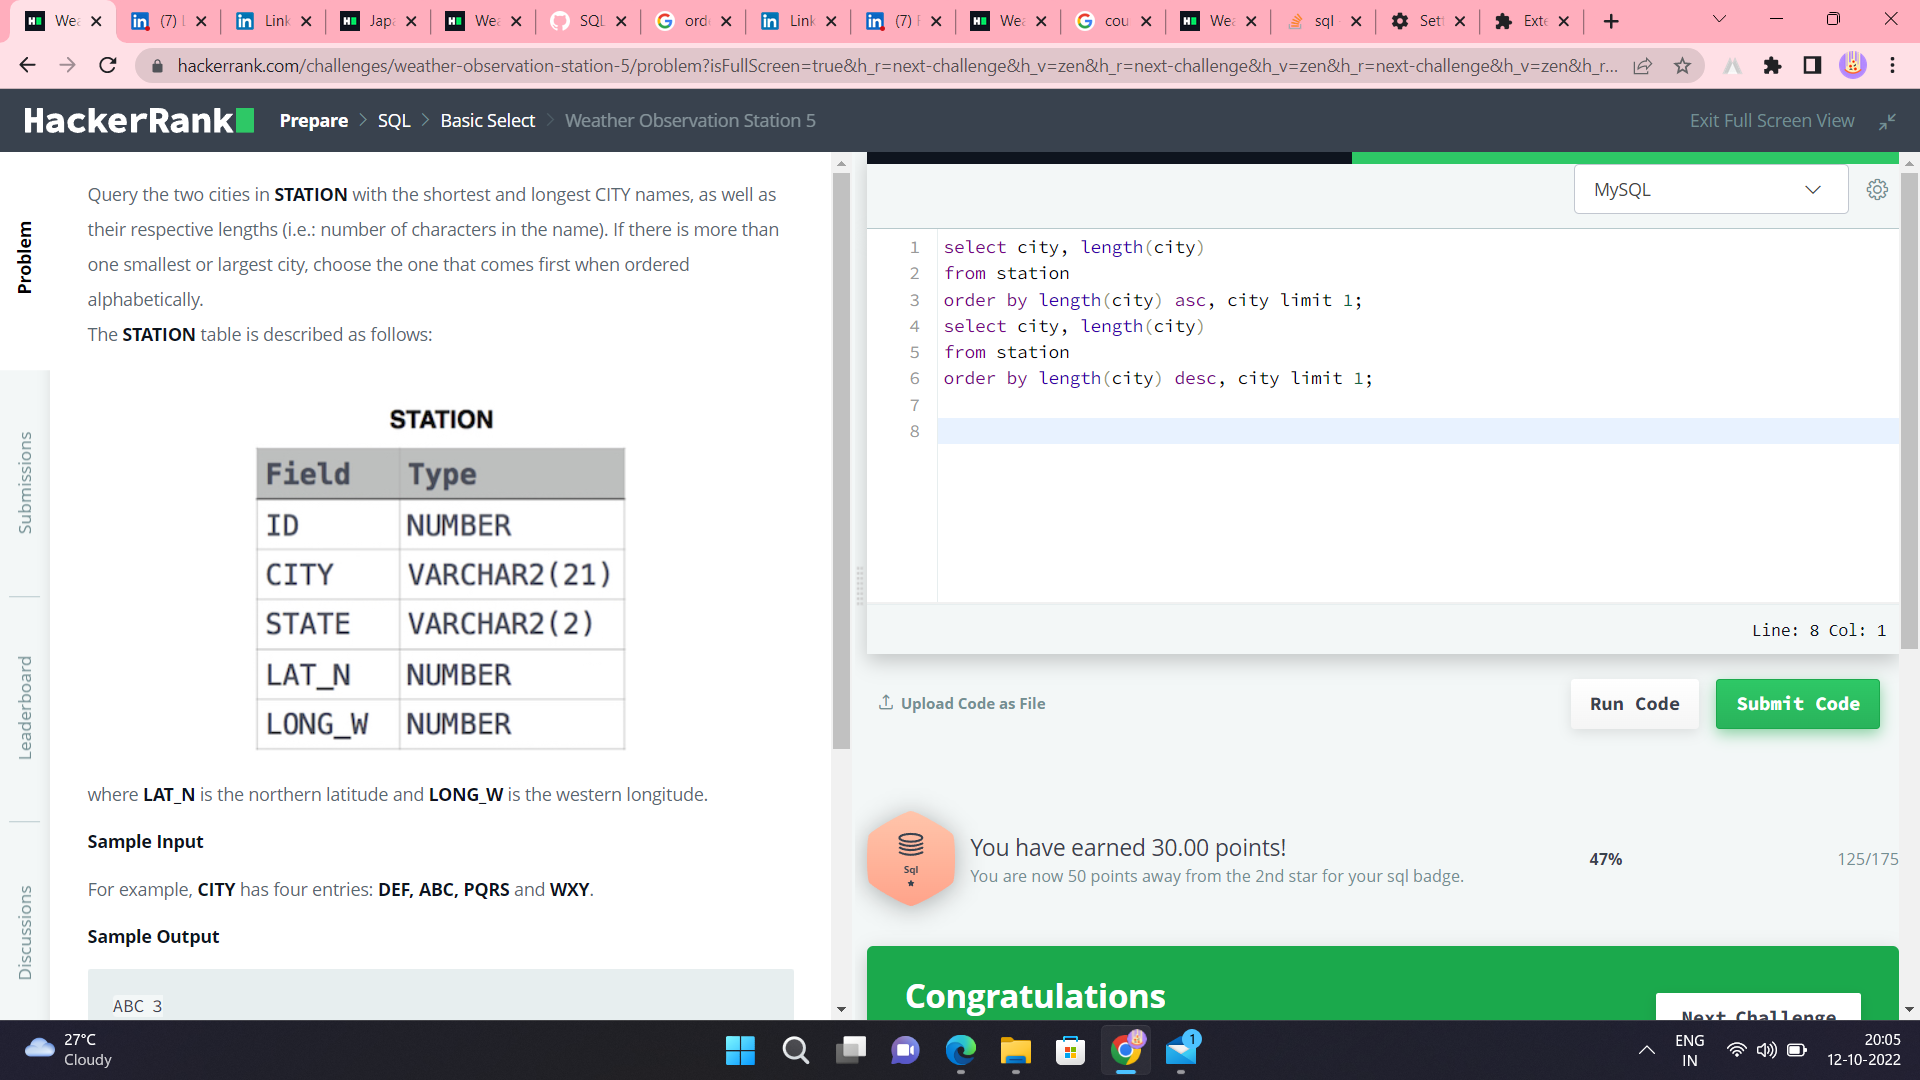 Wea
(7) L
Link
Japa
Wea
SQL
orde
Link
(7) F
Wea
cou
Wea
sql
Sett
Exte
hackerrank.com/challenges/weather-observation-station-5/problem?isFullScreen=true&h_r=next-challenge&h_v=zen&h_r=next-challenge&h_v=zen&h_r=next-challenge&h_v=zen&h_r...
HackerRank
Prepare > SQL > Basic Select > Weather Observation Station 5
Exit Full Screen View
Problem
Submissions
Leaderboard
Discussions
Query the two cities in STATION with the shortest and longest CITY names, as well as
their respective lengths (i.e.: number of characters in the name). If there is more than
one smallest or largest city, choose the one that comes first when ordered
alphabetically.
The STATION table is described as follows:
STATION
Field Type
ID NUMBER
CITY VARCHAR2(21)
STATE VARCHAR2(2)
LAT_N NUMBER
LONG_W NUMBER
where LAT_N is the northern latitude and LONG_W is the western longitude.
Sample Input
For example, CITY has four entries: DEF, ABC, PQRS and WXY.
Sample Output
ABC 3
MySQL
1 select city, length(city)
2 from station
3 order by length(city) asc, city limit 1;
4 select city, length(city)
5 from station
6 order by length(city) desc, city limit 1;
7
8
Line: 8 Col: 1
Upload Code as File
Run Code
Submit Code
Sql
You have earned 30.00 points!
You are now 50 points away from the 2nd star for your sql badge.
47%
125/175
Congratulations
Next Challenge
27°C
Cloudy
1
ENG
IN
20:05
12-10-2022